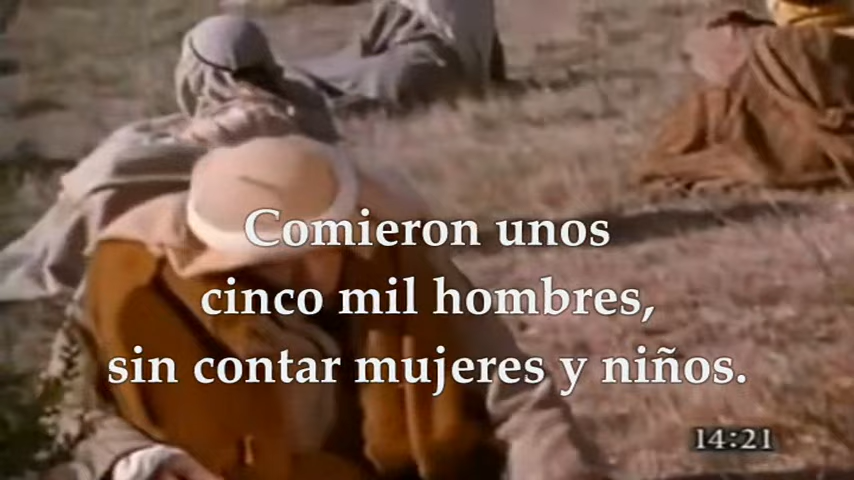 Comieron unos
cinco mil hombres,
sin contar mujeres y niños.
14:21